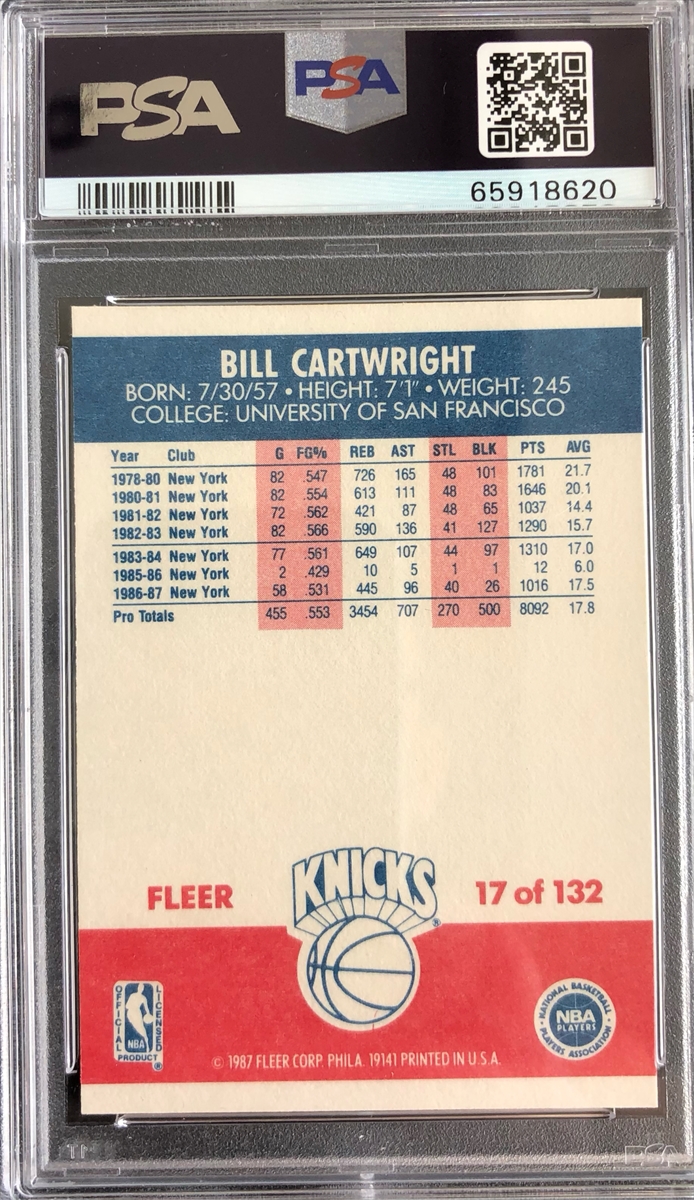 PSA PSA
65918620
BILL CARTWRIGHT
BORN: 7/30/57 • HEIGHT: 7'1" • WEIGHT: 245
COLLEGE: UNIVERSITY OF SAN FRANCISCO
Year Club G FG% REB AST STL BLK PTS AVG
1978-80 New York 82 .547 726 165 48 101 1781 21.7
1980-81 New York 82 .554 613 111 48 83 1646 20.1
1981-82 New York 72 .562 421 87 48 65 1037 14.4
1982-83 New York 82 .566 590 136 41 127 1290 15.7
1983-84 New York 77 .561 649 107 44 97 1310 17.0
1985-86 New York 2 .429 10 5 1 1 12 6.0
1986-87 New York 58 .531 445 96 40 26 1016 17.5
Pro Totals 455 .553 3454 707 270 500 8092 17.8
FLEER KNICKS® 17 of 132
OFFICIAL LICENSED
NBA
PRODUCT ®
NATIONAL BASKETBALL
NBA
PLAYERS
PLAYERS ASSOCIATION
© 1987 FLEER CORP. PHILA. 19141 PRINTED IN U.S.A.
PSA